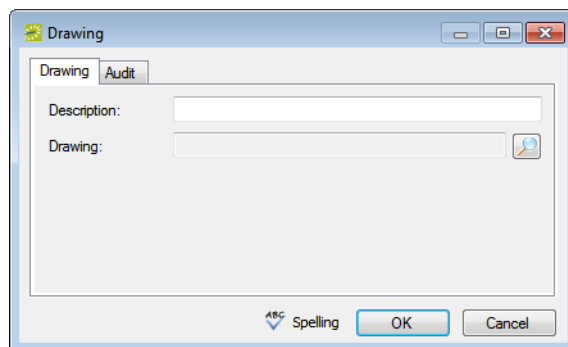 Drawing
Drawing Audit
Description:
Drawing:
ABC Spelling OK Cancel